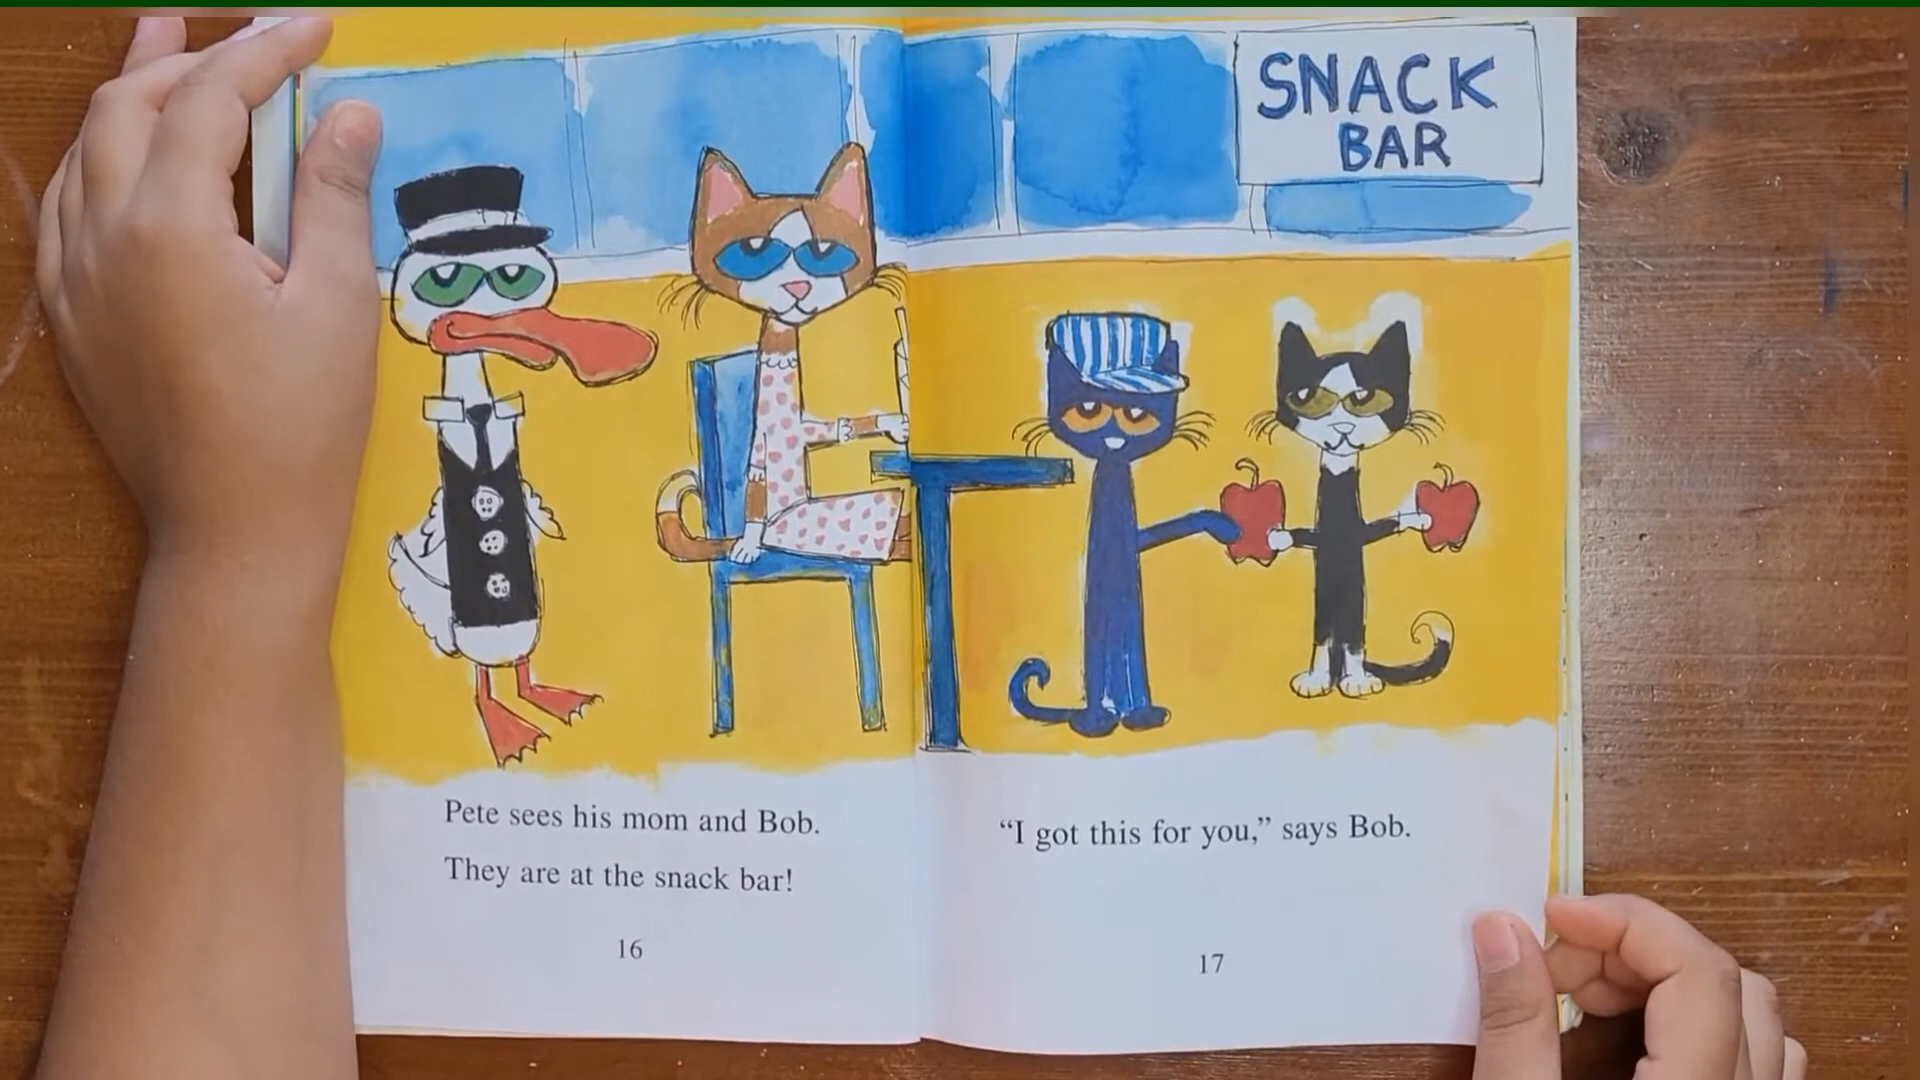 SNACK
BAR
Pete sees his mom and Bob.
They are at the snack bar!
16
“I got this for you,” says Bob.
17